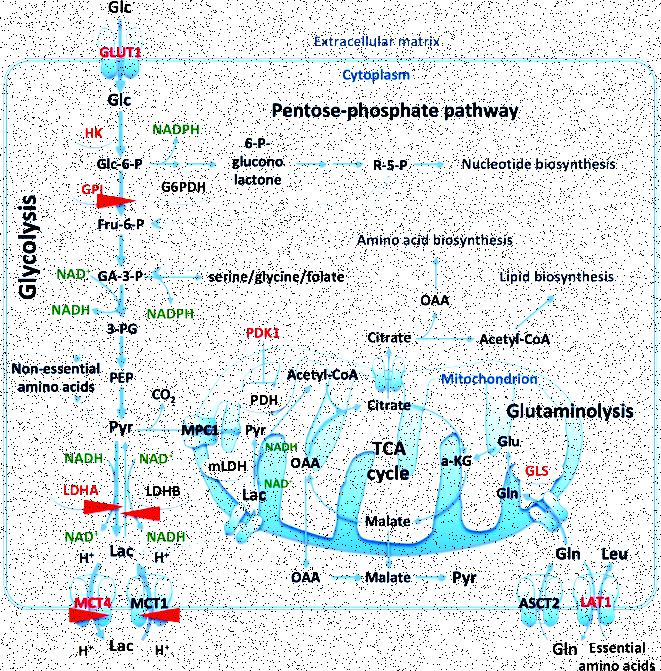 Glc
GLUT1
Extracellular matrix
Cytoplasm
Glc
Pentose-phosphate pathway
HK
NADPH
6-P-
glucono
lactone
Glc-6-P
R-5-P
Nucleotide biosynthesis
GPI
G6PDH
Glycolysis
Fru-6-P
Amino acid biosynthesis
NAD+
GA-3-P
serine/glycine/folate
Lipid biosynthesis
OAA
NADH
NADPH
3-PG
PDK1
Citrate
Acetyl-CoA
Non-essential
amino acids
PEP
Acetyl-CoA
Mitochondrion
CO2
PDH
Citrate
Glutaminolysis
Pyr
MPC1
Pyr
NADH
TCA
cycle
Glu
NADH
NAD+
mLDH
OAA
a-KG
GLS
LDHA
LDHB
NAD
Lac
Gln
Malate
NAD+
NADH
H+
Lac
H+
Gln
Leu
OAA
Malate
Pyr
MCT4
MCT1
ASCT2
LAT1
H+
Lac
H+
Gln
Essential
amino acids